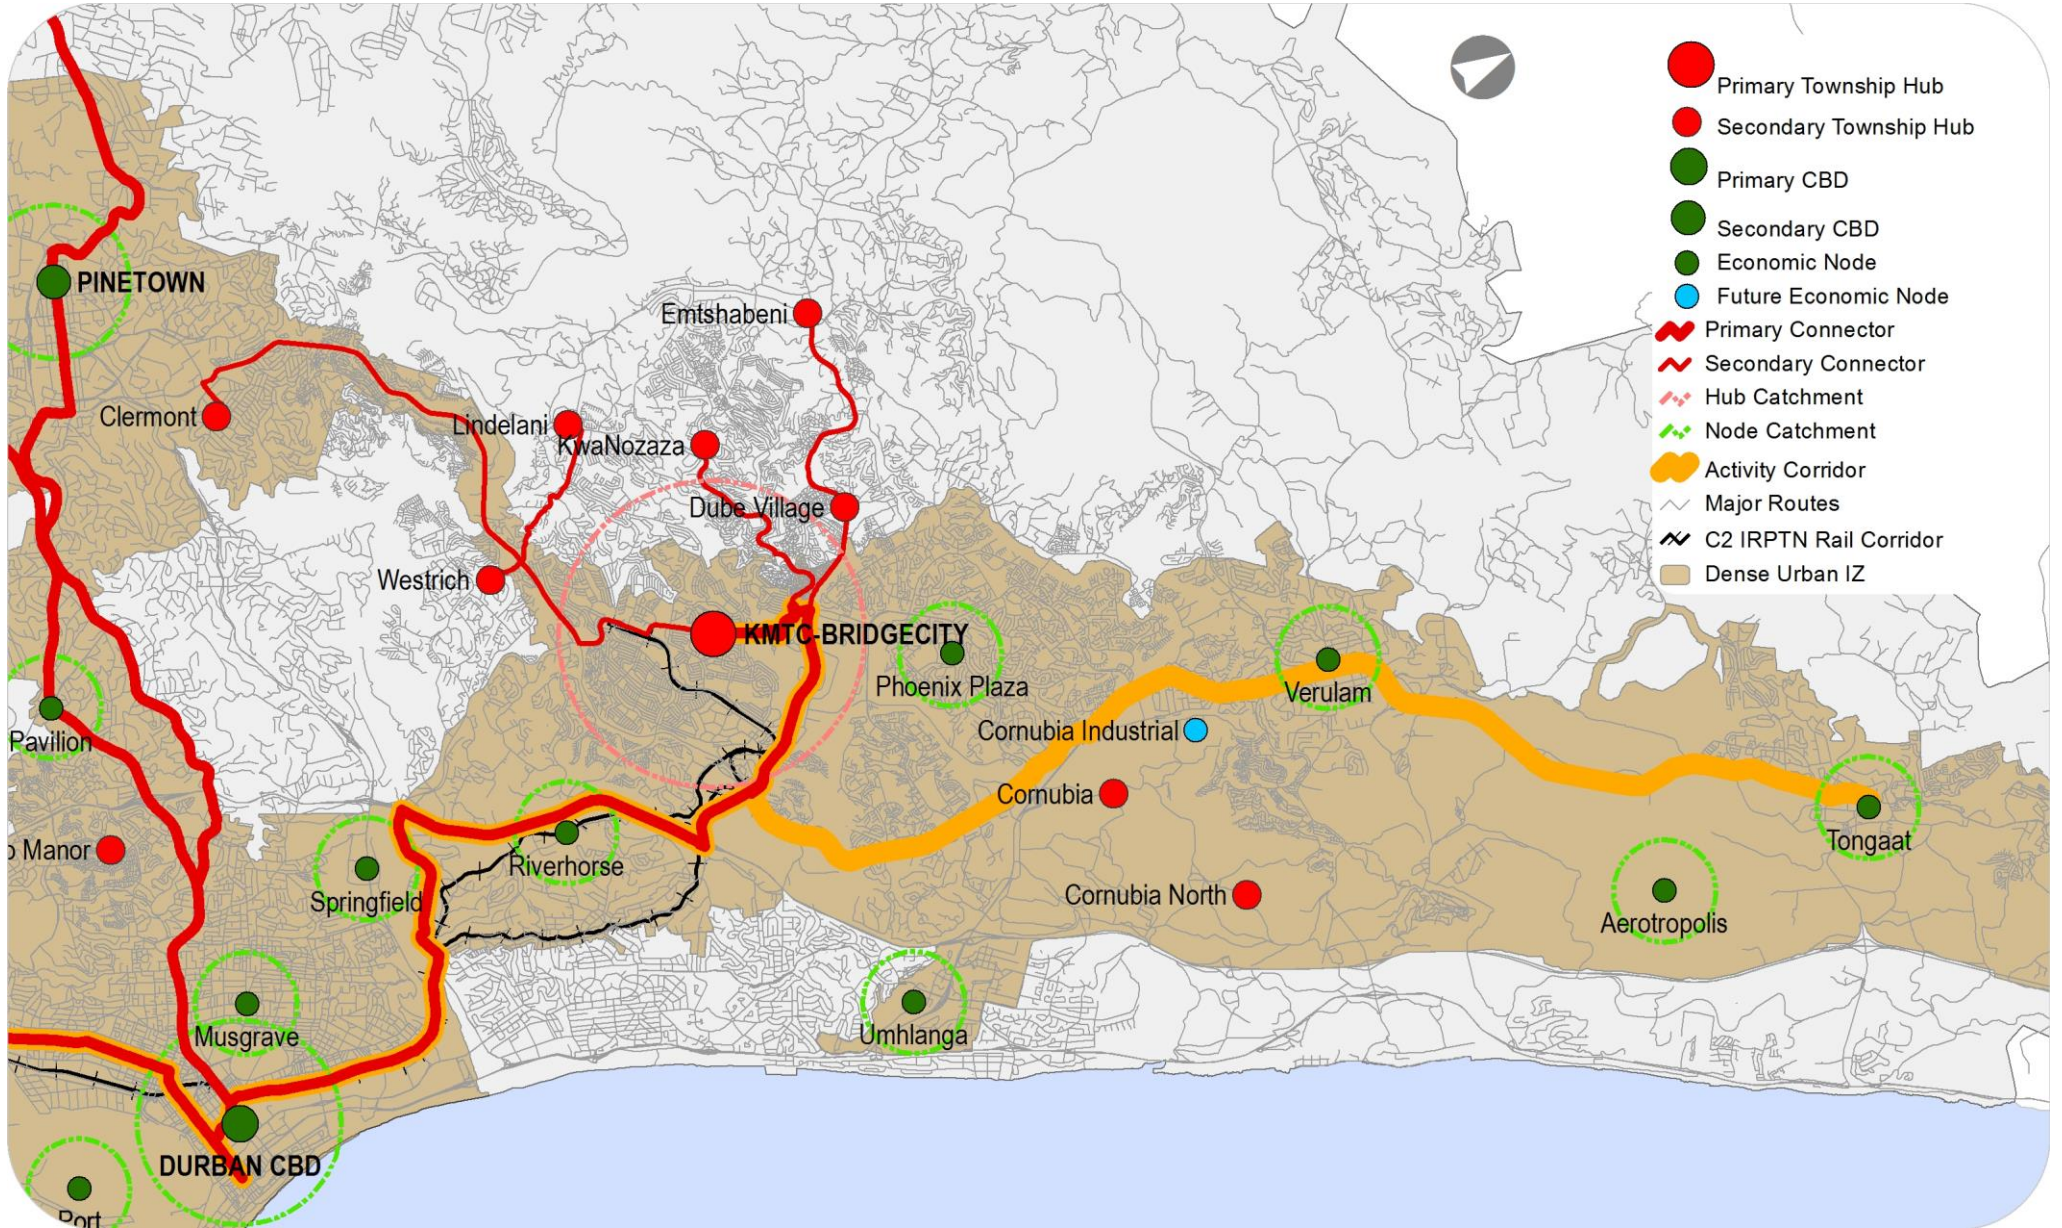 Primary Township Hub
Secondary Township Hub
Primary CBD
Secondary CBD
Economic Node
Future Economic Node
Primary Connector
Secondary Connector
Hub Catchment
Node Catchment
Activity Corridor
Major Routes
C2 IRPTN Rail Corridor
Dense Urban IZ
PINETOWN
Emtshabeni
Clermont
Lindelani
KwaNozaza
Dube Village
Westrich
KMTC-BRIDGECITY
Phoenix Plaza
Verulam
Pavilion
Cornubia Industrial
Cornubia
Tongaat
o Manor
Riverhorse
Springfield
Cornubia North
Aerotropolis
Musgrave
Umhlanga
DURBAN CBD
Port